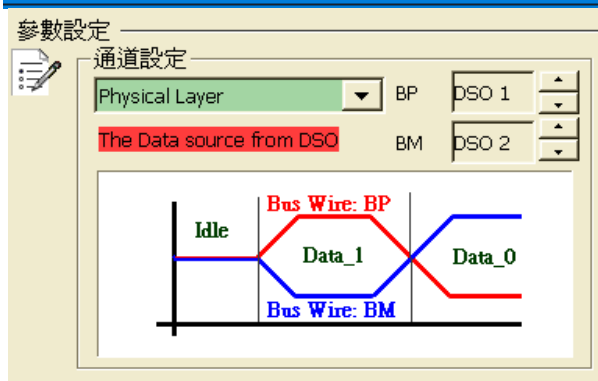 參數設定
通道設定
Physical Layer BP DSO 1
The Data source from DSO BM DSO 2
Bus Wire: BP
Idle
Data_1 Data_0
Bus Wire: BM